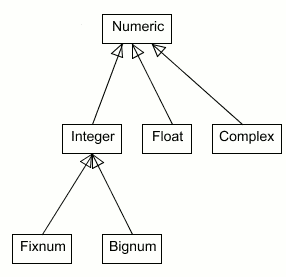 Numeric
Integer
Float
Complex
Fixnum
Bignum